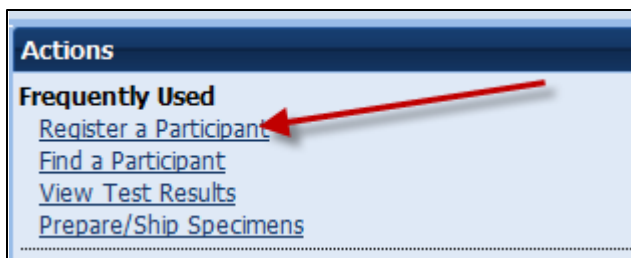 Actions
Frequently Used
Register a Participant
Find a Participant
View Test Results
Prepare/Ship Specimens